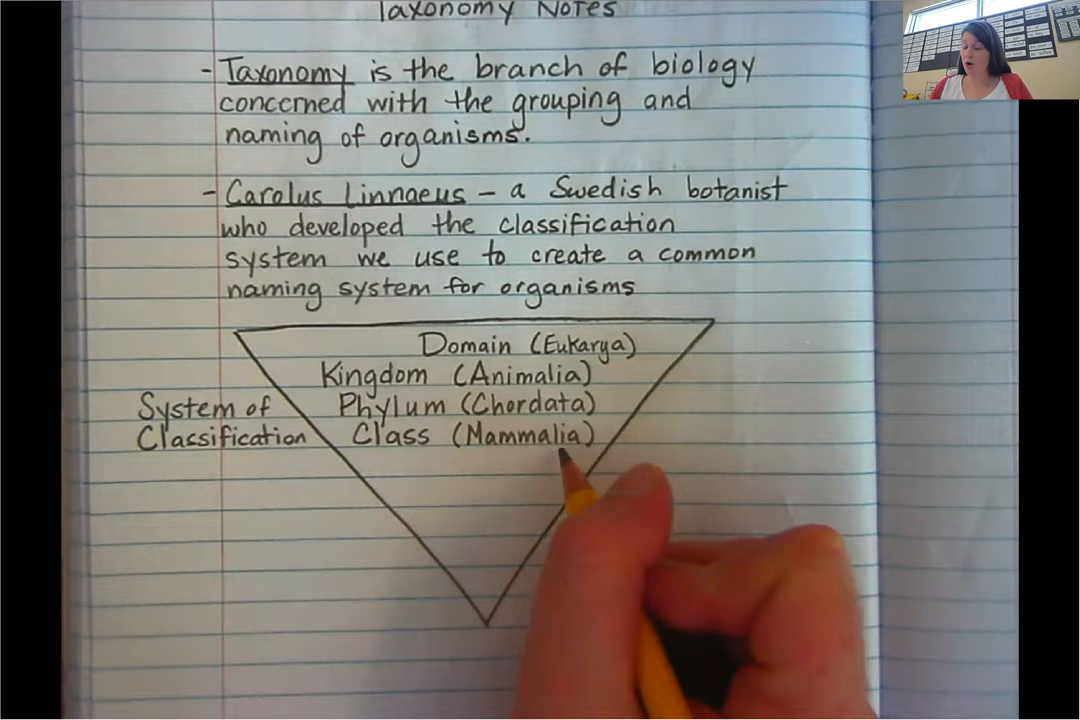 Taxonomy Notes
- Taxonomy is the branch of biology
concerned with the grouping and
naming of organisms.
- Carolus Linnaeus - a Swedish botanist
who developed the classification
system we use to create a common
naming system for organisms
Domain (Eukarya)
Kingdom (Animalia)
System of Phylum (Chordata)
Classification Class (Mammalia)